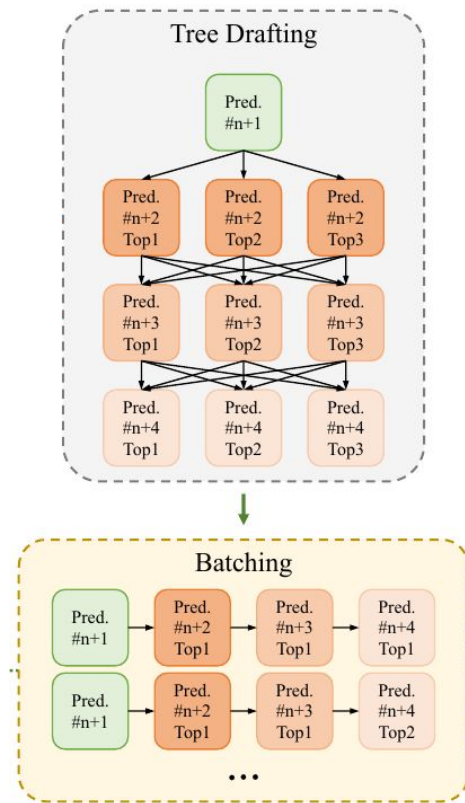 Tree Drafting
Pred.
#n+1
Pred.
#n+2
Top1
Pred.
#n+2
Top2
Pred.
#n+2
Top3
Pred.
#n+3
Top1
Pred.
#n+3
Top2
Pred.
#n+3
Top3
Pred.
#n+4
Top1
Pred.
#n+4
Top2
Pred.
#n+4
Top3
Batching
Pred.
#n+1
Pred.
#n+2
Top1
Pred.
#n+3
Top1
Pred.
#n+4
Top1
Pred.
#n+1
Pred.
#n+2
Top1
Pred.
#n+3
Top1
Pred.
#n+4
Top2
...